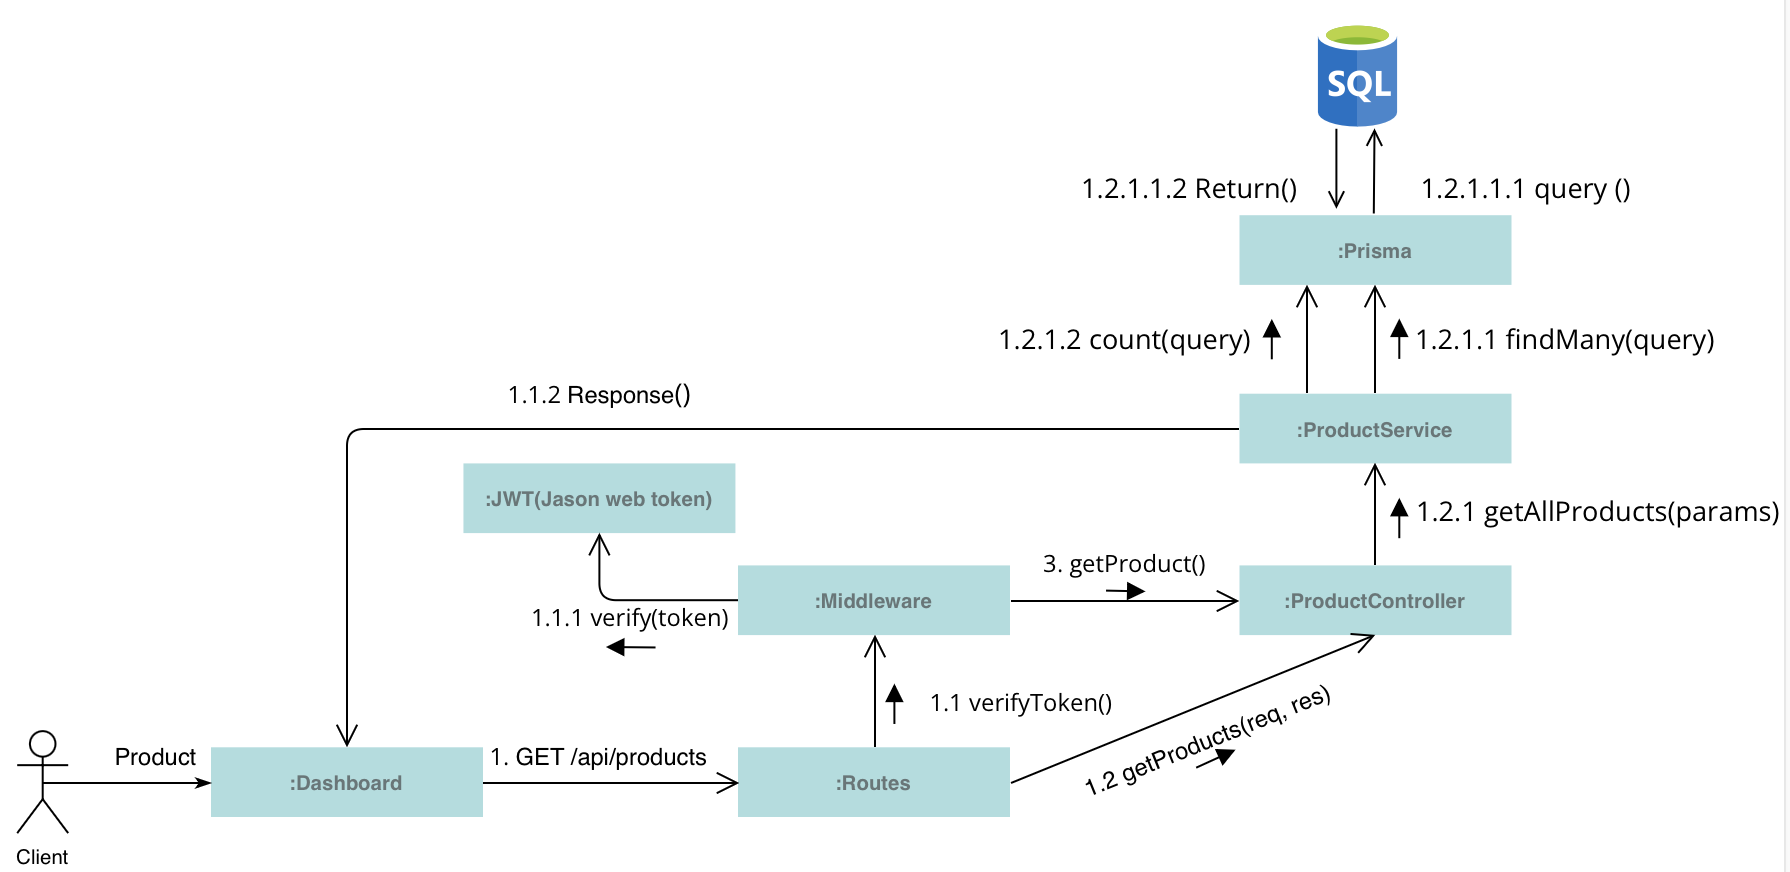 SQL
1.2.1.1.2 Return()
1.2.1.1.1 query ()
:Prisma
1.2.1.2 count(query)
1.2.1.1 findMany(query)
1.1.2 Response()
:ProductService
:JWT(Jason web token)
1.2.1 getAllProducts(params)
3. getProduct()
:Middleware
:ProductController
1.1.1 verify(token)
1.1 verifyToken()
1.2 getProducts(req, res)
Product
1. GET /api/products
:Dashboard
:Routes
Client